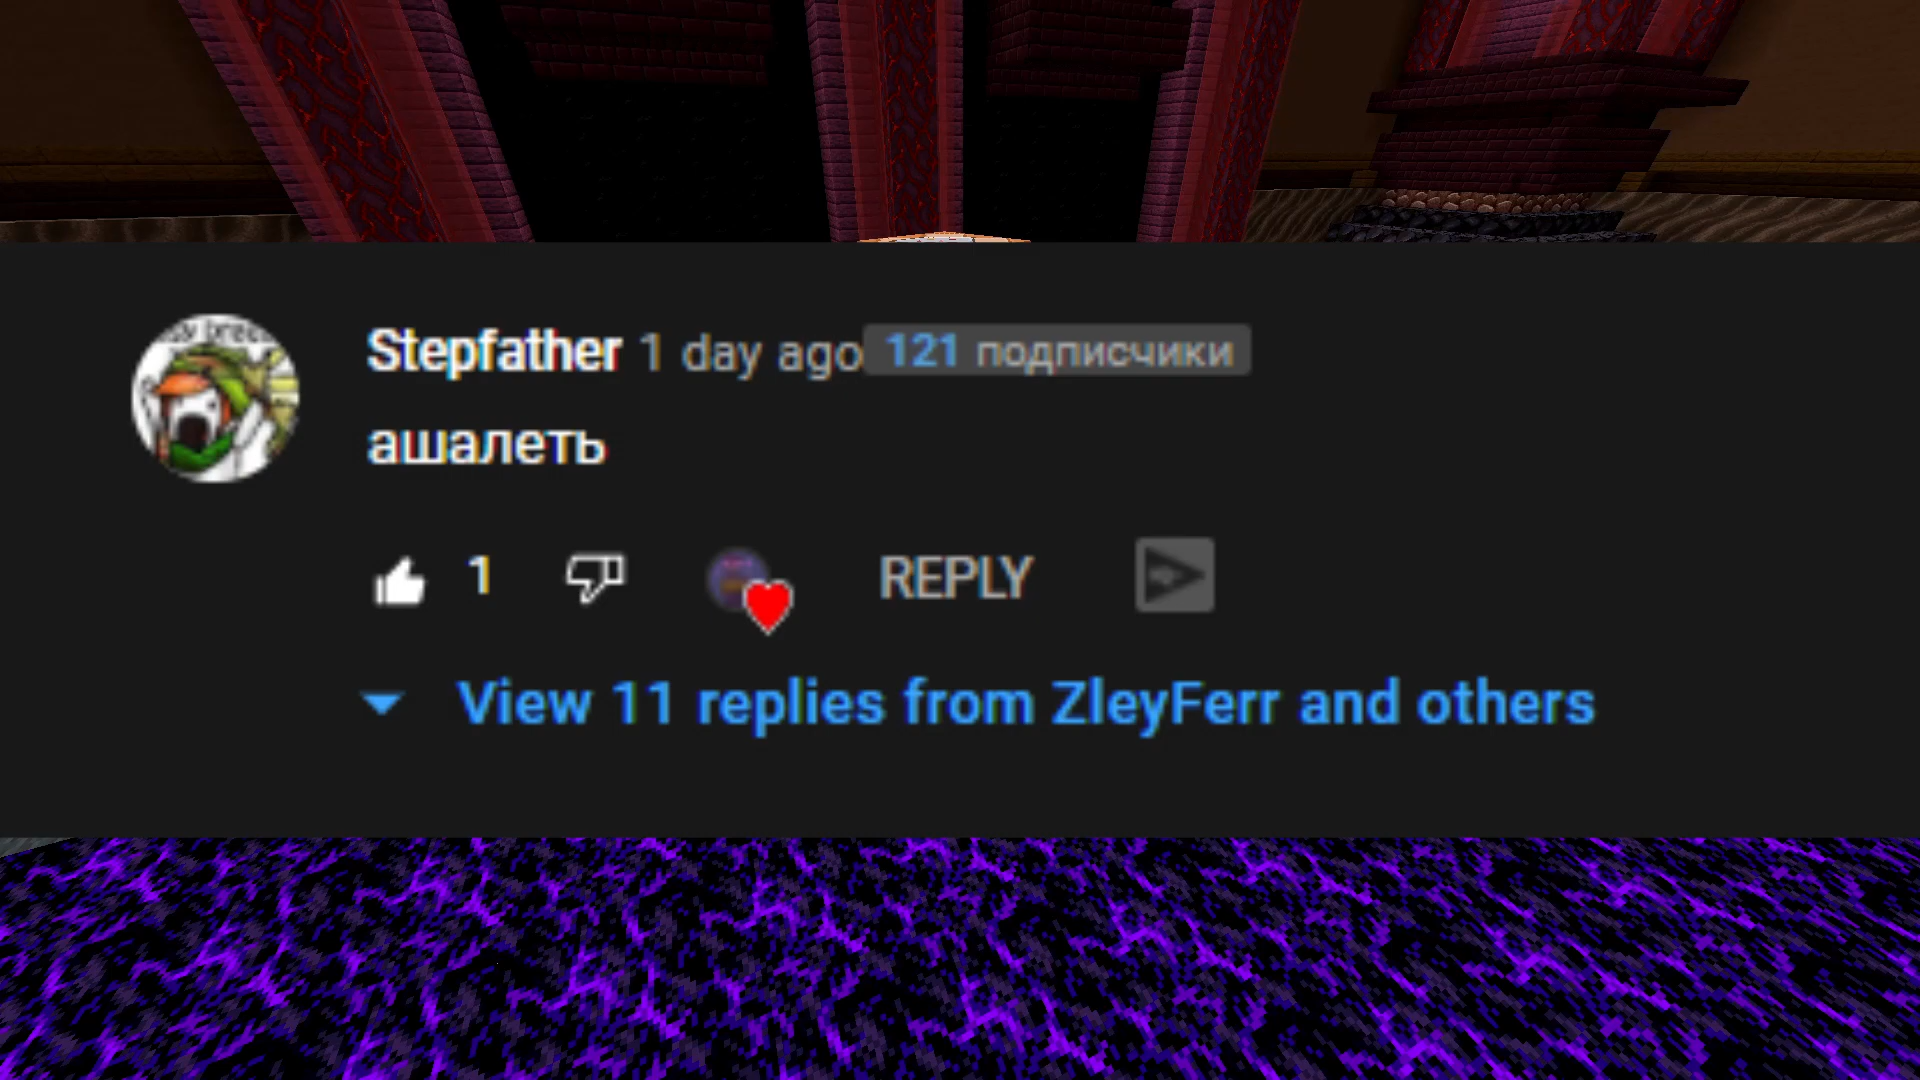 Stepfather 1 day ago 121 подписчики
ашалеть
1 REPLY
View 11 replies from ZleyFerr and others